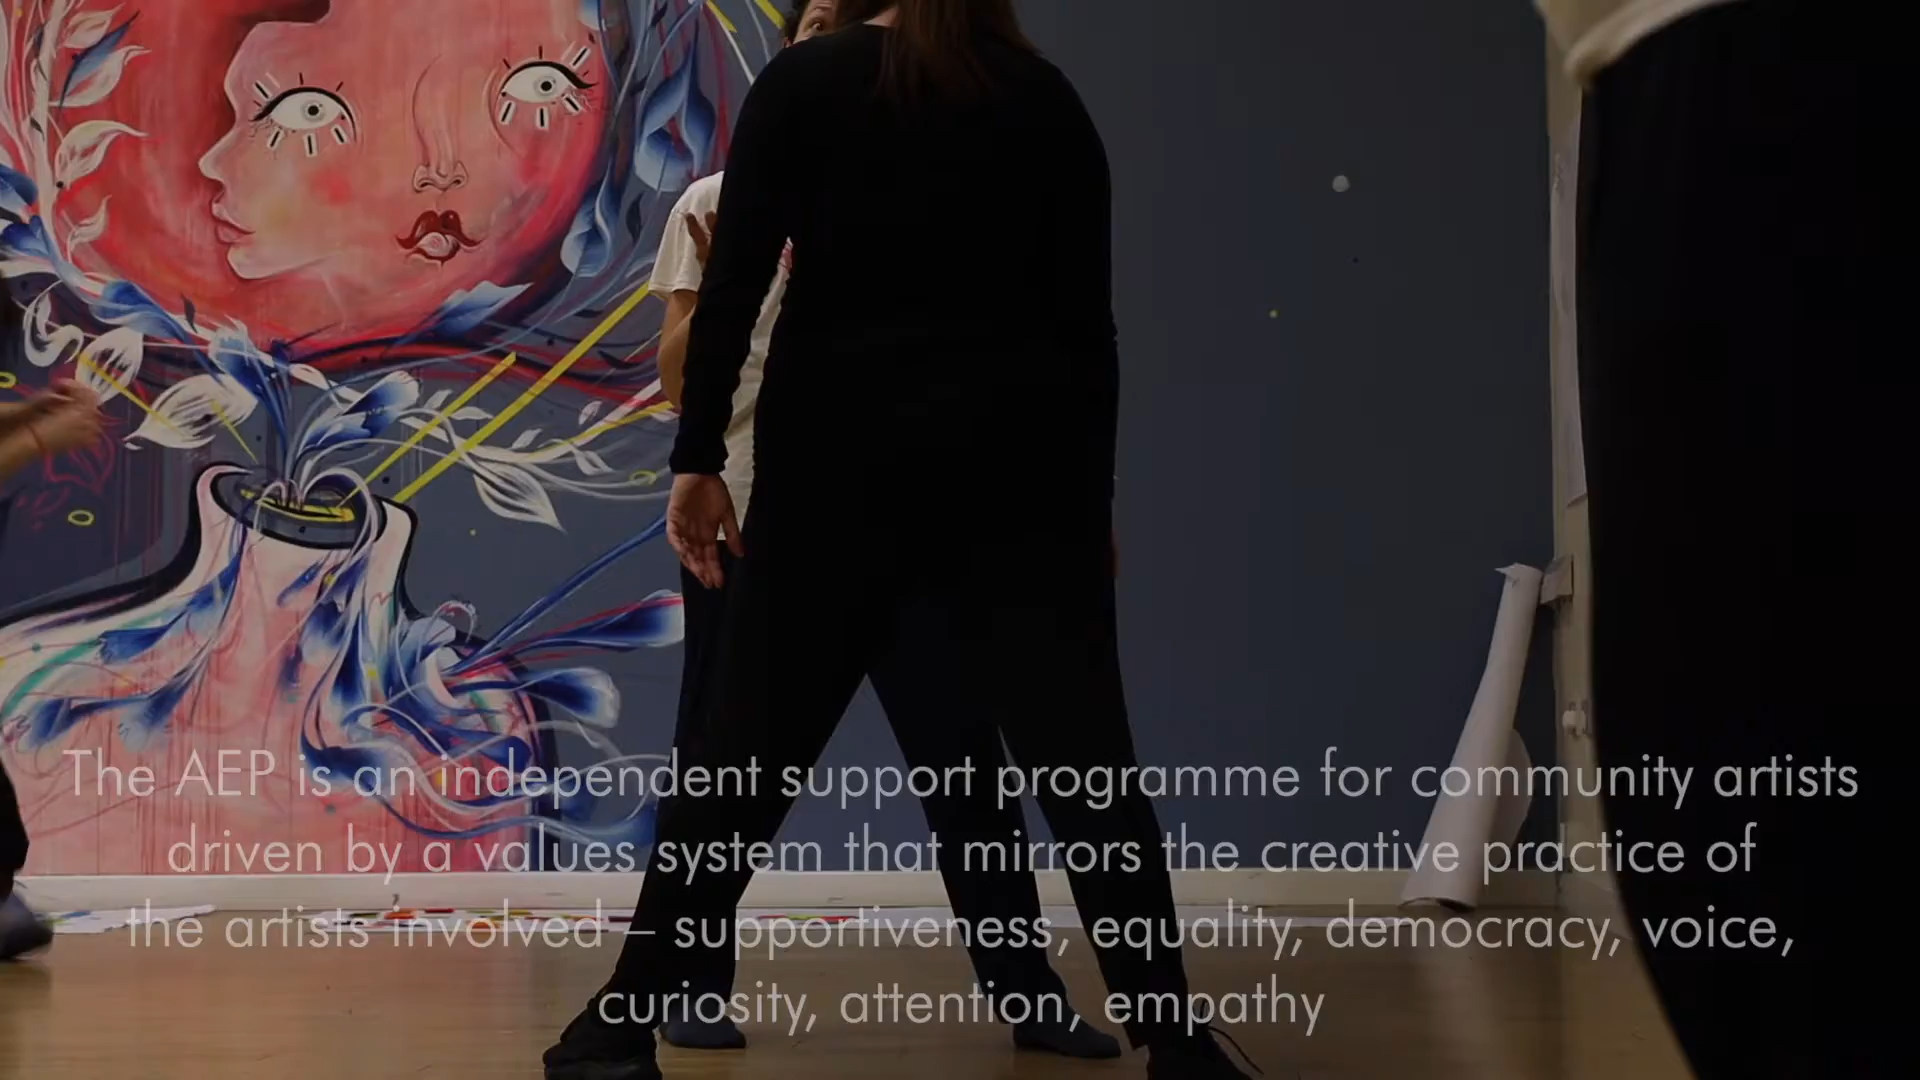 The AEP is an independent support programme for community artists
driven by a values system that mirrors the creative practice of
the artists involved – supportiveness, equality, democracy, voice,
curiosity, attention, empathy